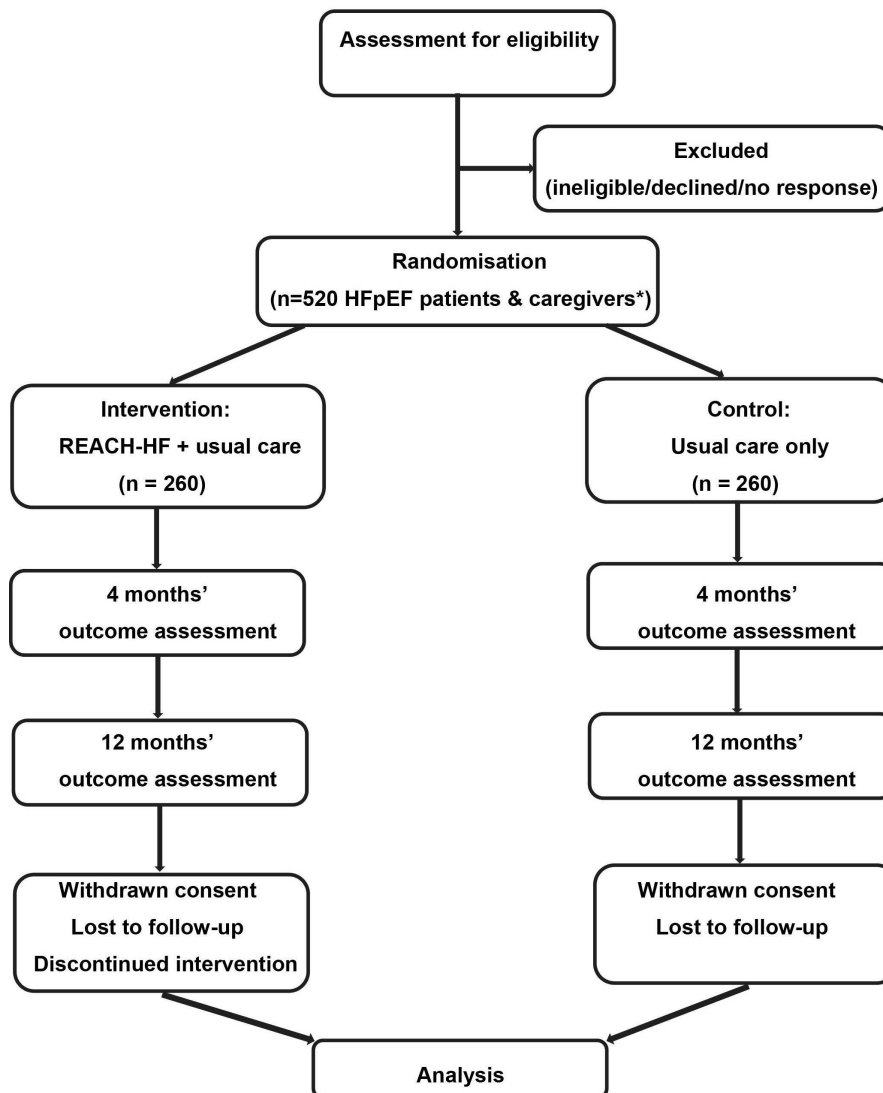 Assessment for eligibility
Excluded
(ineligible/declined/no response)
Randomisation
(n=520 HFpEF patients & caregivers*)
Intervention:
REACH-HF + usual care
(n = 260)
Control:
Usual care only
(n = 260)
4 months’
outcome assessment
4 months’
outcome assessment
12 months’
outcome assessment
12 months’
outcome assessment
Withdrawn consent
Lost to follow-up
Discontinued intervention
Withdrawn consent
Lost to follow-up
Analysis